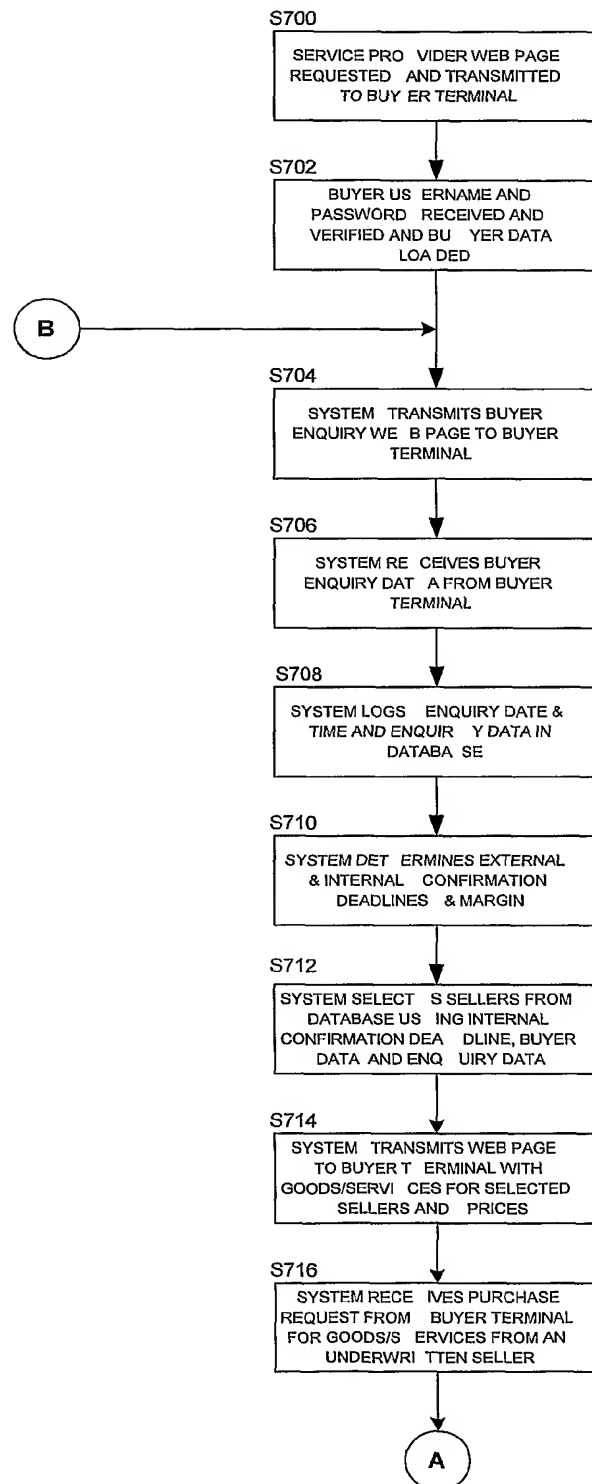 S700
SERVICE PRO VIDER WEB PAGE
REQUESTED AND TRANSMITTED
TO BUY ER TERMINAL
S702
BUYER US ERNAME AND
PASSWORD RECEIVED AND
VERIFIED AND BU YER DATA
LOA DED
B
S704
SYSTEM TRANSMITS BUYER
ENQUIRY WE B PAGE TO BUYER
TERMINAL
S706
SYSTEM RE CEIVES BUYER
ENQUIRY DAT A FROM BUYER
TERMINAL
S708
SYSTEM LOGS ENQUIRY DATE &
TIME AND ENQUIR Y DATA IN
DATABA SE
S710
SYSTEM DET ERMINES EXTERNAL
& INTERNAL CONFIRMATION
DEADLINES & MARGIN
S712
SYSTEM SELECT S SELLERS FROM
DATABASE US ING INTERNAL
CONFIRMATION DEA DLINE, BUYER
DATA AND ENQ UIRY DATA
S714
SYSTEM TRANSMITS WEB PAGE
TO BUYER T ERMINAL WITH
GOODS/SERVI CES FOR SELECTED
SELLERS AND PRICES
S716
SYSTEM RECE IVES PURCHASE
REQUEST FROM BUYER TERMINAL
FOR GOODS/S ERVICES FROM AN
UNDERWRI TTEN SELLER
A